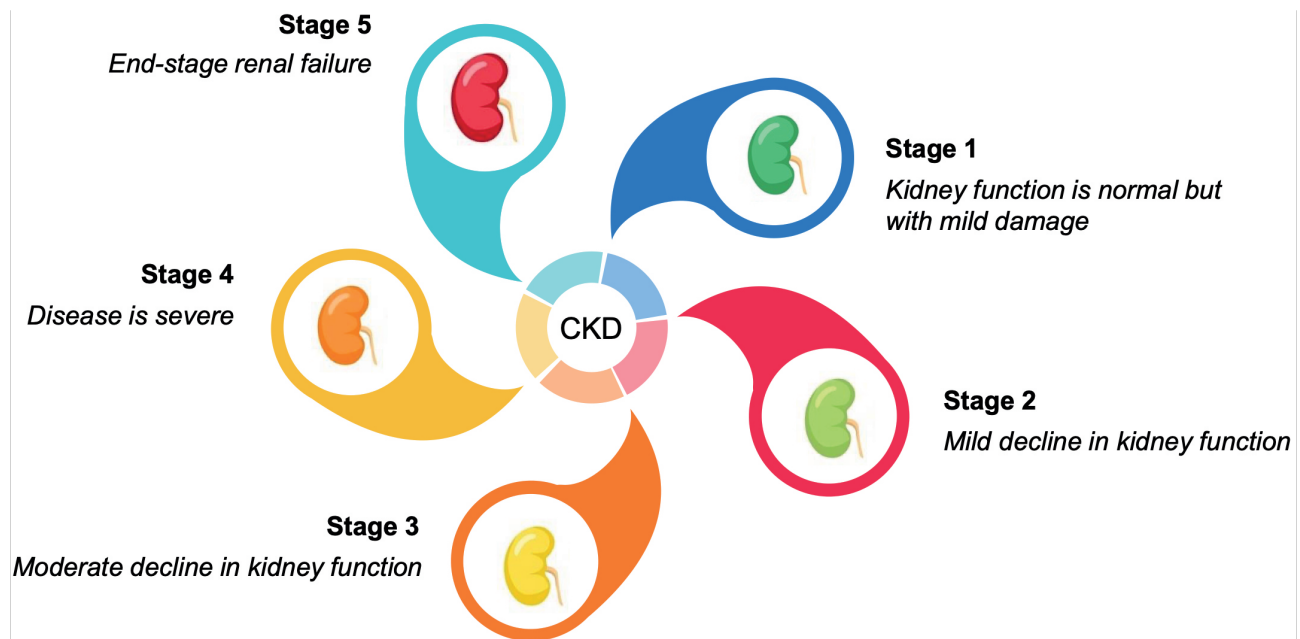 Stage 5
End-stage renal failure
Stage 1
Kidney function is normal but
with mild damage
Stage 4
Disease is severe
CKD
Stage 2
Mild decline in kidney function
Stage 3
Moderate decline in kidney function